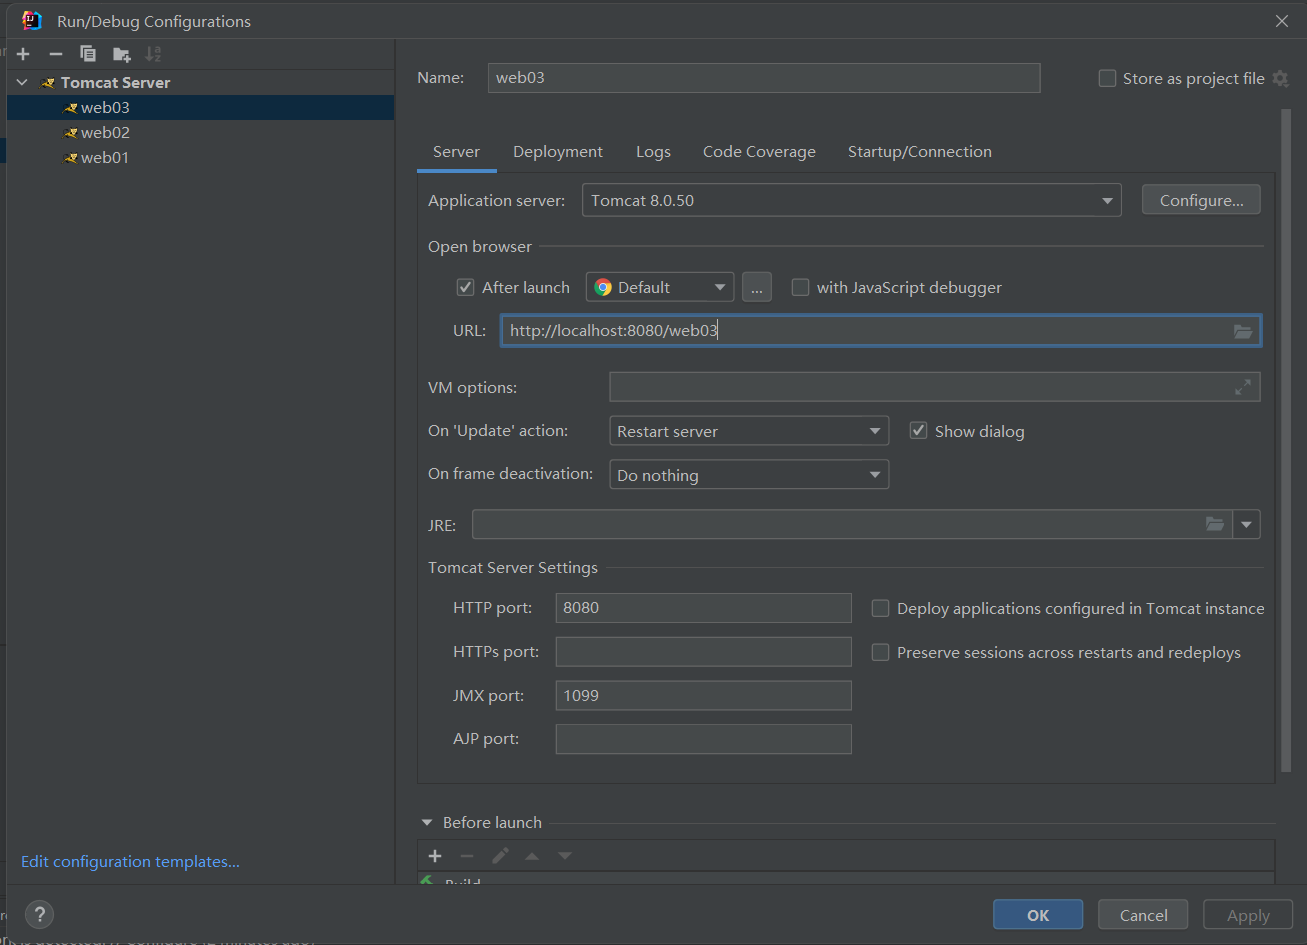 Run/Debug Configurations
Tomcat Server
web03
web02
web01
Edit configuration templates...
Name: web03 Store as project file
Server Deployment Logs Code Coverage Startup/Connection
Application server: Tomcat 8.0.50 Configure...
Open browser
After launch Default ... with JavaScript debugger
URL: http://localhost:8080/web03
VM options:
On 'Update' action: Restart server Show dialog
On frame deactivation: Do nothing
JRE:
Tomcat Server Settings
HTTP port: 8080 Deploy applications configured in Tomcat instance
HTTPs port: Preserve sessions across restarts and redeploys
JMX port: 1099
AJP port:
Before launch
Build
? OK Cancel Apply